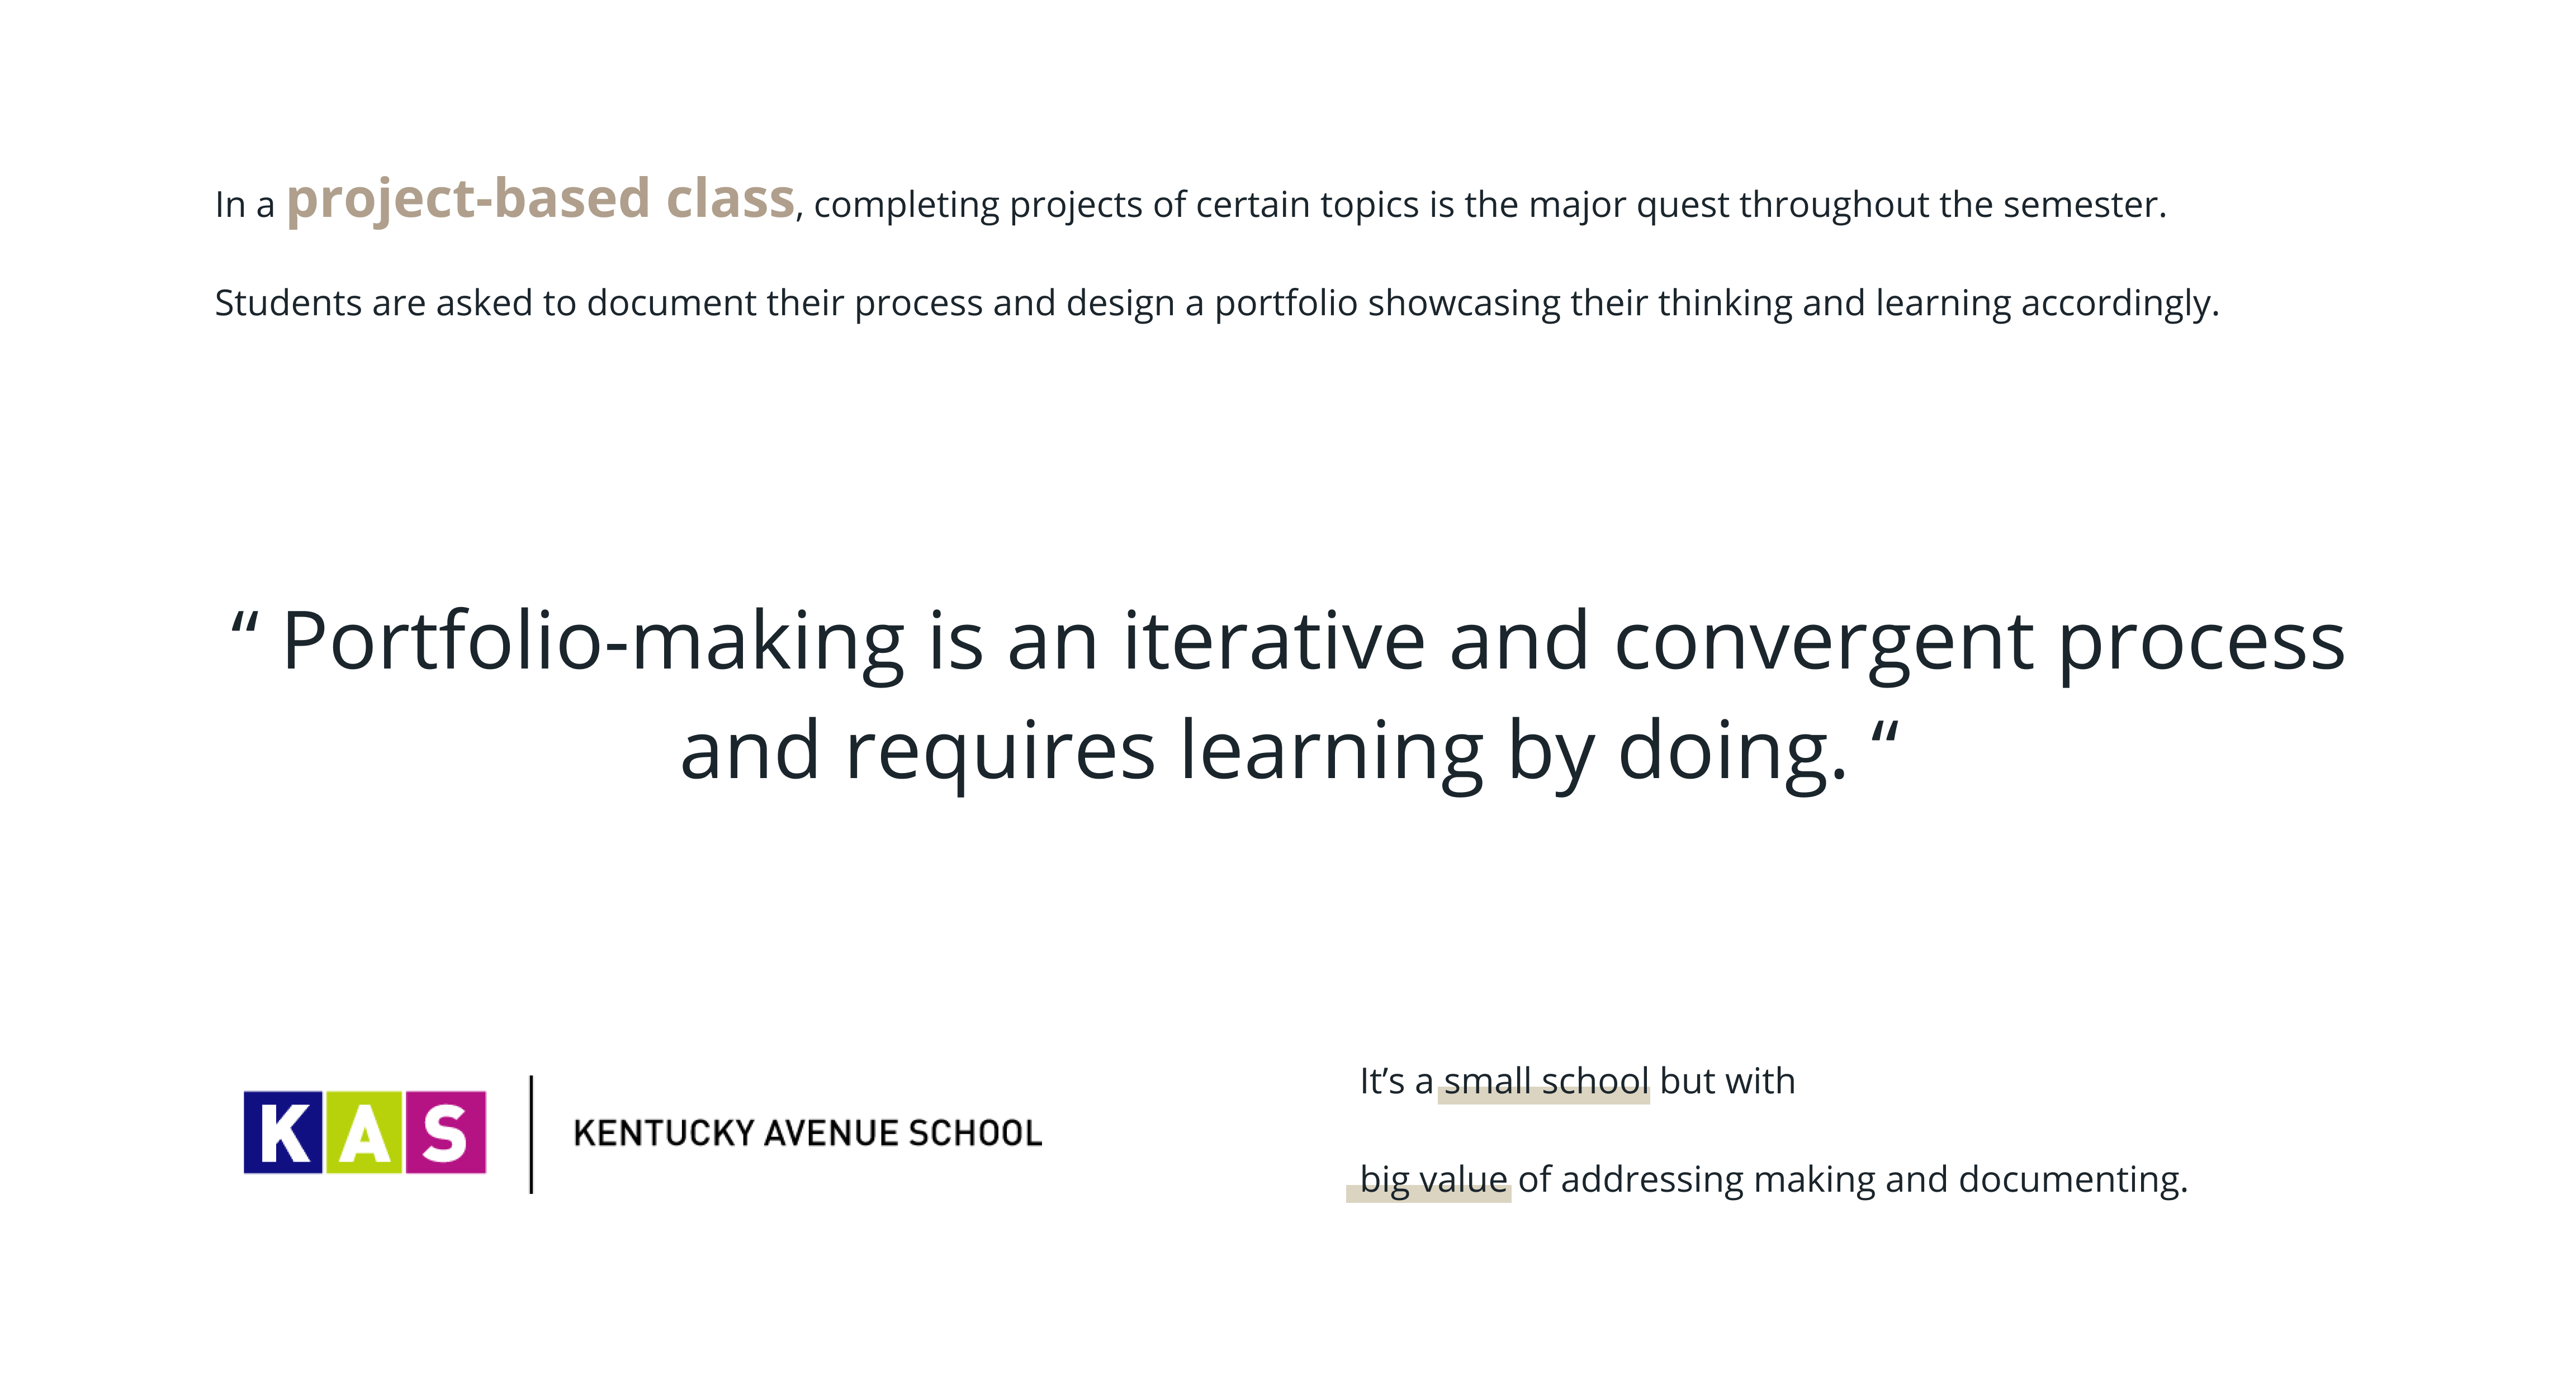 In a project-based class, completing projects of certain topics is the major quest throughout the semester.
Students are asked to document their process and design a portfolio showcasing their thinking and learning accordingly.
“ Portfolio-making is an iterative and convergent process
and requires learning by doing. “
KAS
KENTUCKY AVENUE SCHOOL
It’s a small school but with
big value of addressing making and documenting.